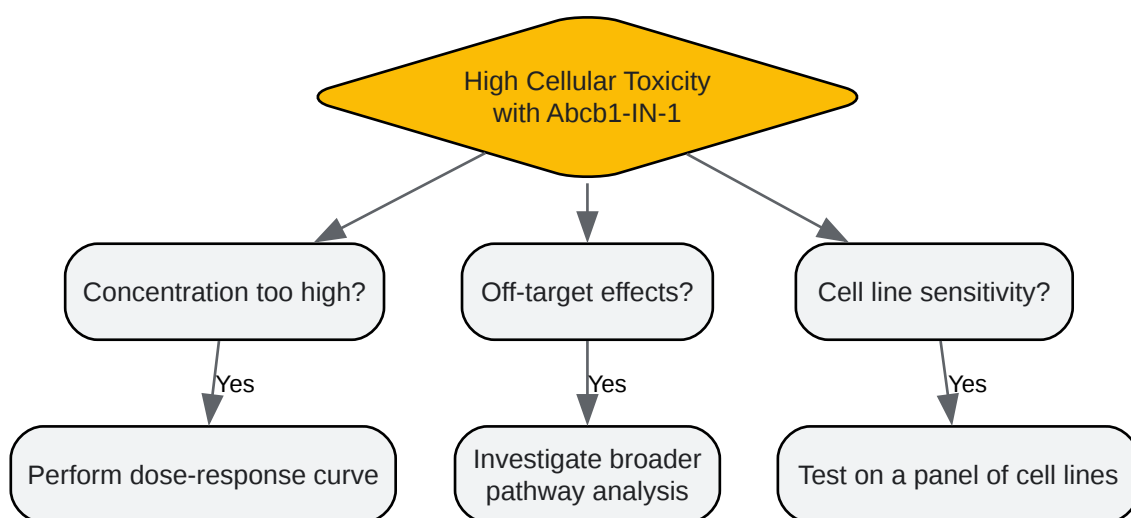 High Cellular Toxicity
with Abcb1-IN-1
Concentration too high?
Off-target effects?
Cell line sensitivity?
Yes
Yes
Yes
Perform dose-response curve
Investigate broader
pathway analysis
Test on a panel of cell lines